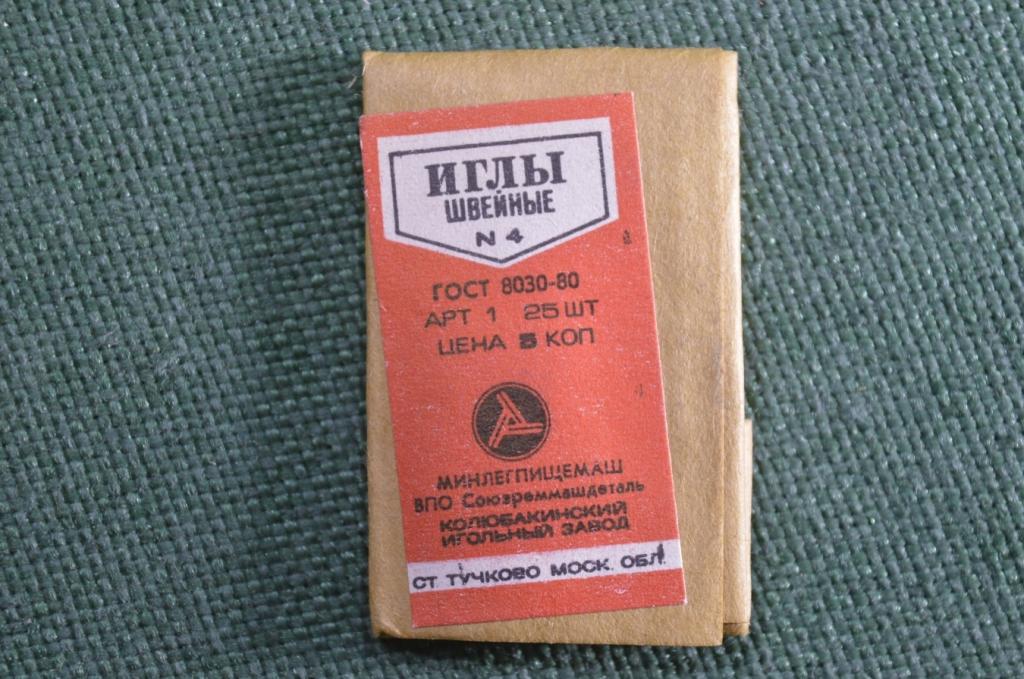 ИГЛЫ
ШВЕЙНЫЕ
N 4
ГОСТ 8030-80
АРТ 1 25 ШТ
ЦЕНА 5 КОП
МИНЛЕГПИЩЕМАШ
ВПО Союзреммашдеталь
КОЛЮБАКИНСКИЙ
ИГОЛЬНЫЙ ЗАВОД
СТ ТУЧКОВО МОСК. ОБЛ.